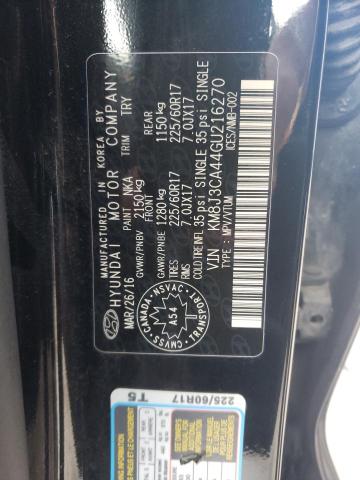 MANUFACTURED IN KOREA BY
HYUNDAI MOTOR COMPANY
MAR/26/16 PAINT NKA TRIM TRY
GVWR/PNBV 2150kg
FRONT REAR
GAWR/PNBE 1280kg 1150kg
TIRES 225/60R17 225/60R17
RIMS 7.0JX17 7.0JX17
COLD TIRE INFL 35 psi SINGLE 35 psi SINGLE
VIN KM8J3CA44GU216270
TYPE MPV/VTUM ICES/NMB-002
CANADA·NSVAC
CMVSS TRANSPORT
A54
225/60R17
T5
SEE OWNER'S